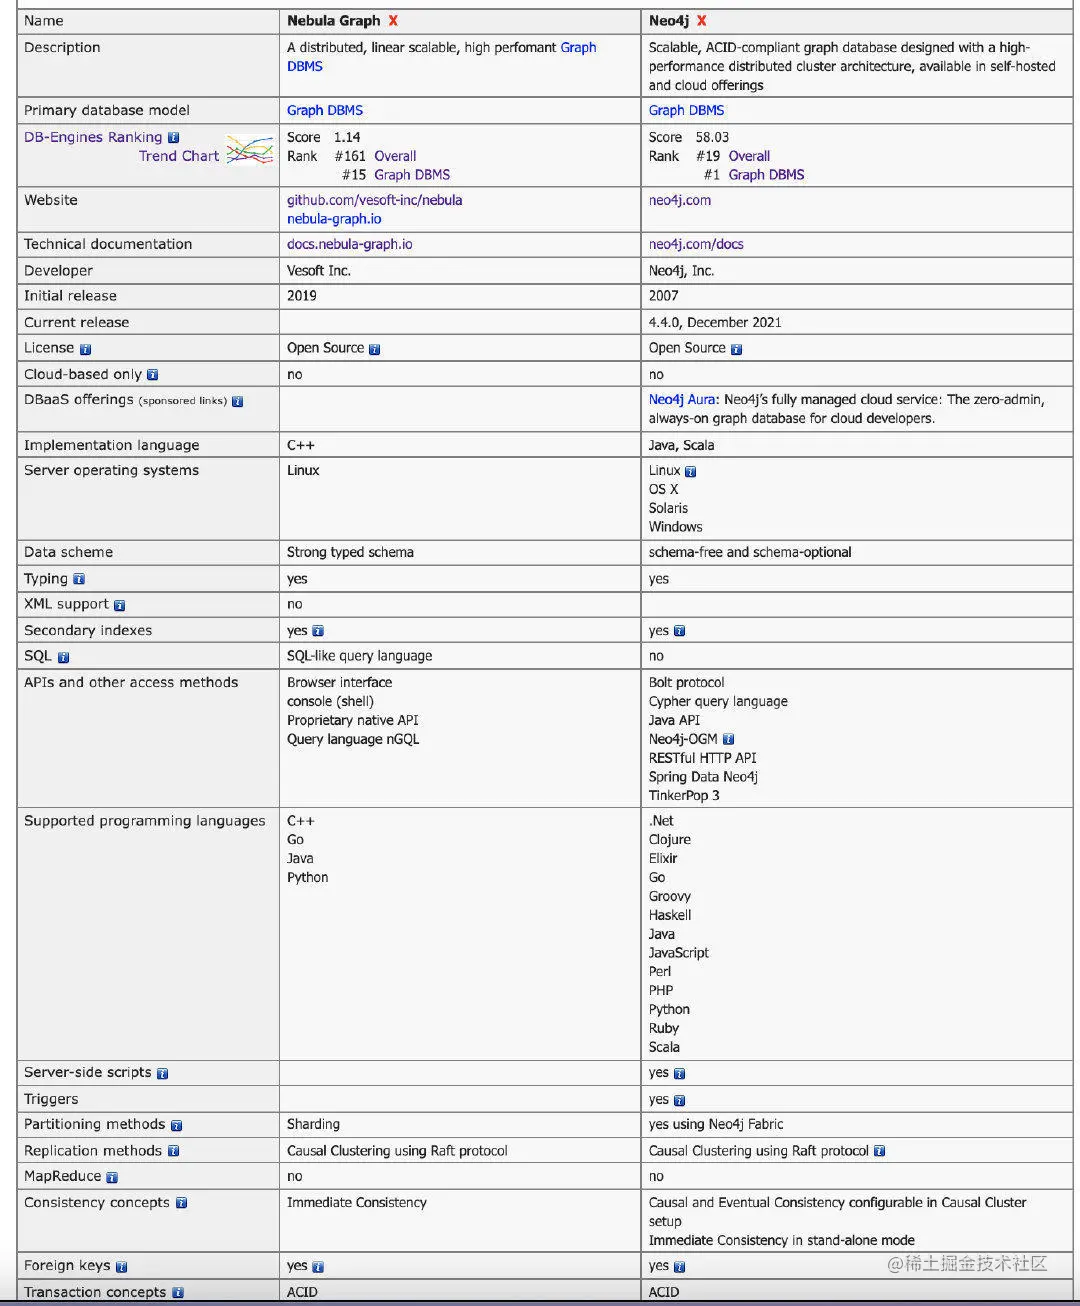 Name Nebula Graph X Neo4j X
Description A distributed, linear scalable, high perfomant Graph DBMS Scalable, ACID-compliant graph database designed with a high-performance distributed cluster architecture, available in self-hosted and cloud offerings
Primary database model Graph DBMS Graph DBMS
DB-Engines Ranking Score 1.14 Score 58.03
Trend Chart Rank #161 Overall Rank #19 Overall
#15 Graph DBMS #1 Graph DBMS
Website github.com/vesoft-inc/nebula neo4j.com
nebula-graph.io
Technical documentation docs.nebula-graph.io neo4j.com/docs
Developer Vesoft Inc. Neo4j, Inc.
Initial release 2019 2007
Current release 4.4.0, December 2021
License Open Source Open Source
Cloud-based only no no
DBaaS offerings (sponsored links) Neo4j Aura: Neo4j's fully managed cloud service: The zero-admin,
always-on graph database for cloud developers.
Implementation language C++ Java, Scala
Server operating systems Linux Linux
OS X
Solaris
Windows
Data scheme Strong typed schema schema-free and schema-optional
Typing yes yes
XML support no
Secondary indexes yes yes
SQL SQL-like query language no
APIs and other access methods Browser interface Bolt protocol
console (shell) Cypher query language
Proprietary native API Java API
Query language nGQL Neo4j-OGM
RESTful HTTP API
Spring Data Neo4j
TinkerPop 3
Supported programming languages C++ .Net
Go Clojure
Java Elixir
Python Go
Groovy
Haskell
Java
JavaScript
Perl
PHP
Python
Ruby
Scala
Server-side scripts yes
Triggers yes
Partitioning methods Sharding yes using Neo4j Fabric
Replication methods Causal Clustering using Raft protocol Causal Clustering using Raft protocol
MapReduce no no
Consistency concepts Immediate Consistency Causal and Eventual Consistency configurable in Causal Cluster
setup
Immediate Consistency in stand-alone mode
Foreign keys yes yes
@稀土掘金技术社区
Transaction concepts ACID ACID